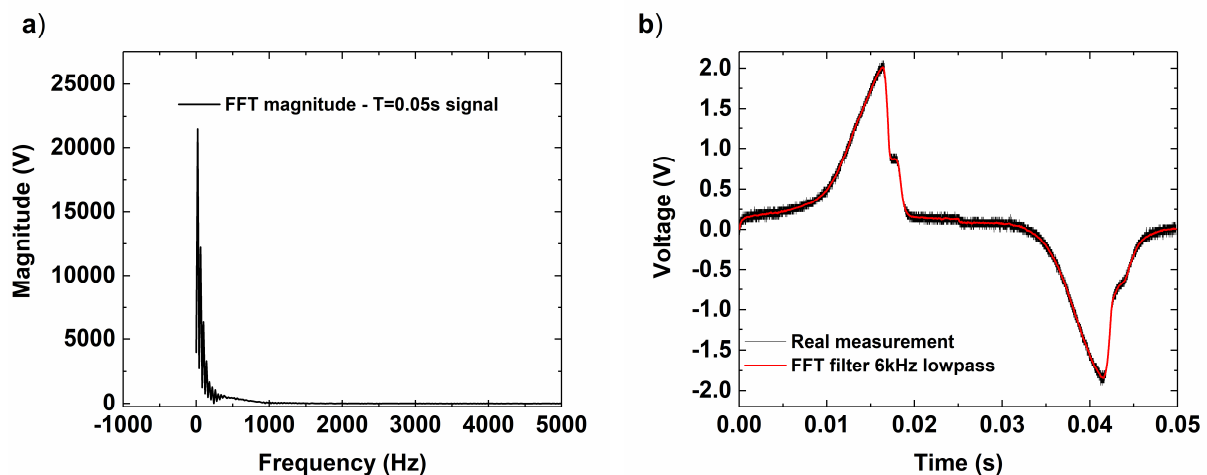 a)
25000
20000
15000
10000
5000
0
Magnitude (V)
FFT magnitude - T=0.05s signal
-1000 0 1000 2000 3000 4000 5000
Frequency (Hz)
b)
2.0
1.5
1.0
0.5
0.0
-0.5
-1.0
-1.5
-2.0
Voltage (V)
Real measurement
FFT filter 6kHz lowpass
0.00 0.01 0.02 0.03 0.04 0.05
Time (s)